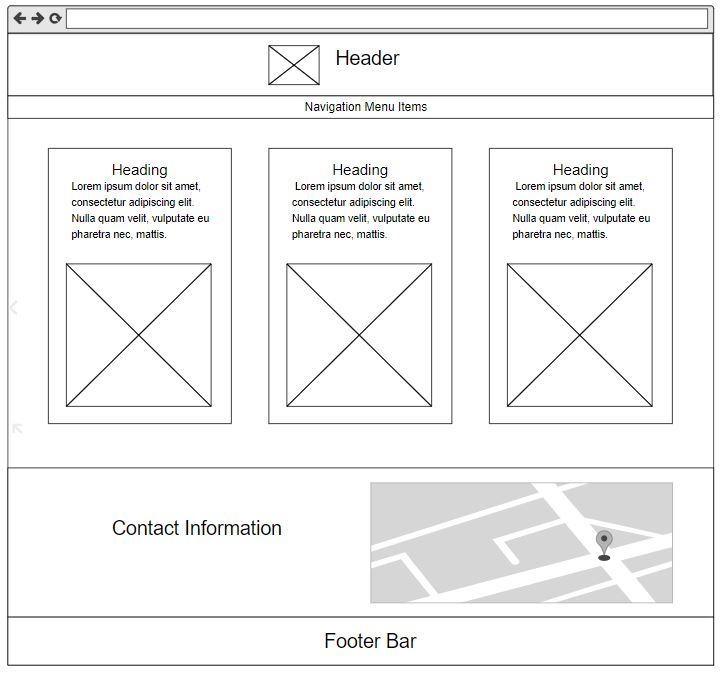 Header
Navigation Menu Items
Heading
Lorem ipsum dolor sit amet,
consectetur adipiscing elit.
Nulla quam velit, vulputate eu
pharetra nec, mattis.
Heading
Lorem ipsum dolor sit amet,
consectetur adipiscing elit.
Nulla quam velit, vulputate eu
pharetra nec, mattis.
Heading
Lorem ipsum dolor sit amet,
consectetur adipiscing elit.
Nulla quam velit, vulputate eu
pharetra nec, mattis.
Contact Information
Footer Bar